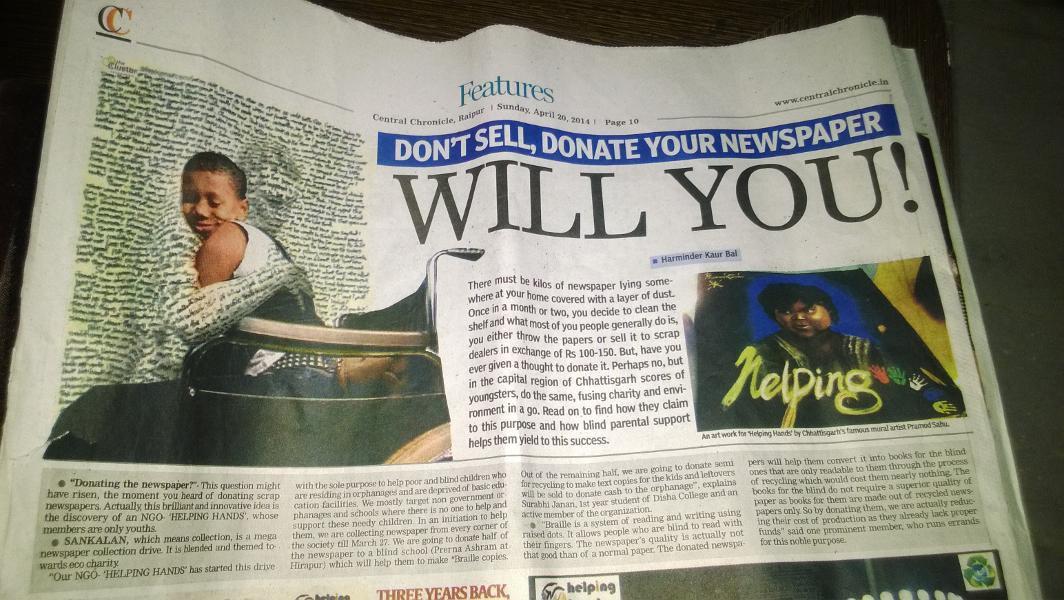 CC
Features
Central Chronicle, Raipur | Sunday, April 20, 2014 | Page 10
www.centralchronicle.in
DON'T SELL, DONATE YOUR NEWSPAPER
WILL YOU!
Harminder Kaur Bal
There must be kilos of newspaper lying some-
where at your home covered with a layer of dust.
Once in a month or two, you decide to clean the
shelf and what most of you people generally do is,
you either throw the papers or sell it to scrap
dealers in exchange of Rs 100-150. But, have you
ever given a thought to donate it. Perhaps no, but
in the capital region of Chhattisgarh scores of
youngsters, do the same, fusing charity and envi-
ronment in a go. Read on to find how they claim
to this purpose and how blind parental support
helps them yield to this success.
Helping
An art work for 'Helping Hands' by Chhattisgarh's famous mural artist Pramod Sahu.
● "Donating the newspaper?"- This question might
have risen, the moment you heard of donating scrap
newspapers. Actually, this brilliant and innovative idea is
the discovery of an NGO- 'HELPING HANDS', whose
members are only youths.
● SANKALAN, which means collection, is a mega
newspaper collection drive. It is blended and themed to-
wards eco charity.
"Our NGO- 'HELPING HANDS' has started this drive
with the sole purpose to help poor and blind children who
are residing in orphanages and are deprived of basic edu-
cation facilities. We mostly target non government or-
phanages and schools where there is no one to help and
support these needy children. In an initiation to help
them, we are collecting newspaper from every corner of
the society till March 27. We are going to donate half of
the newspaper to a blind school (Prerna Ashram at
Hirapur) which will help them to make "Braille copies.
Out of the remaining half, we are going to donate semi
for recycling to make text copies for the kids and leftovers
will be sold to donate cash to the orphanage", explains
Surabhi Janan, 1st year student of Disha College and an
active member of the organization.
● "Braille is a system of reading and writing using
raised dots. It allows people who are blind to read with
their fingers. The newspaper's quality is actually not
that good than of a normal paper. The donated newspa-
pers will help them convert it into books for the blind
ones that are only readable to them through the process
of recycling which would cost them nearly nothing. The
books for the blind do not require a superior quality of
paper as books for them are made out of recycled news-
papers only. So by donating them, we are actually reduc-
ing their cost of production as they already lack proper
funds" said one prominent member, who runs errands
for this noble purpose.
helping
THREE YEARS BACK,
helping